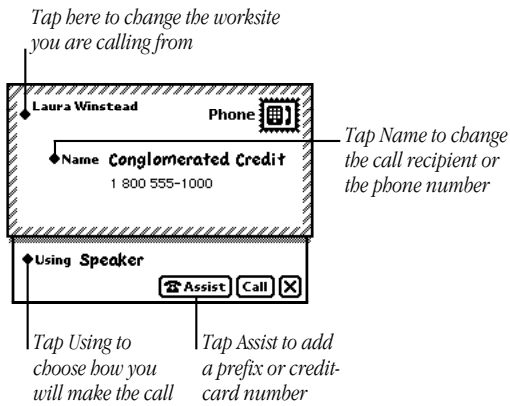 Tap here to change the worksite
you are calling from
Laura Winstead
Phone
Name Conglomerated Credit
1 800 555-1000
Tap Name to change
the call recipient or
the phone number
Using Speaker
Assist Call
Tap Using to
choose how you
will make the call
Tap Assist to add
a prefix or credit-
card number